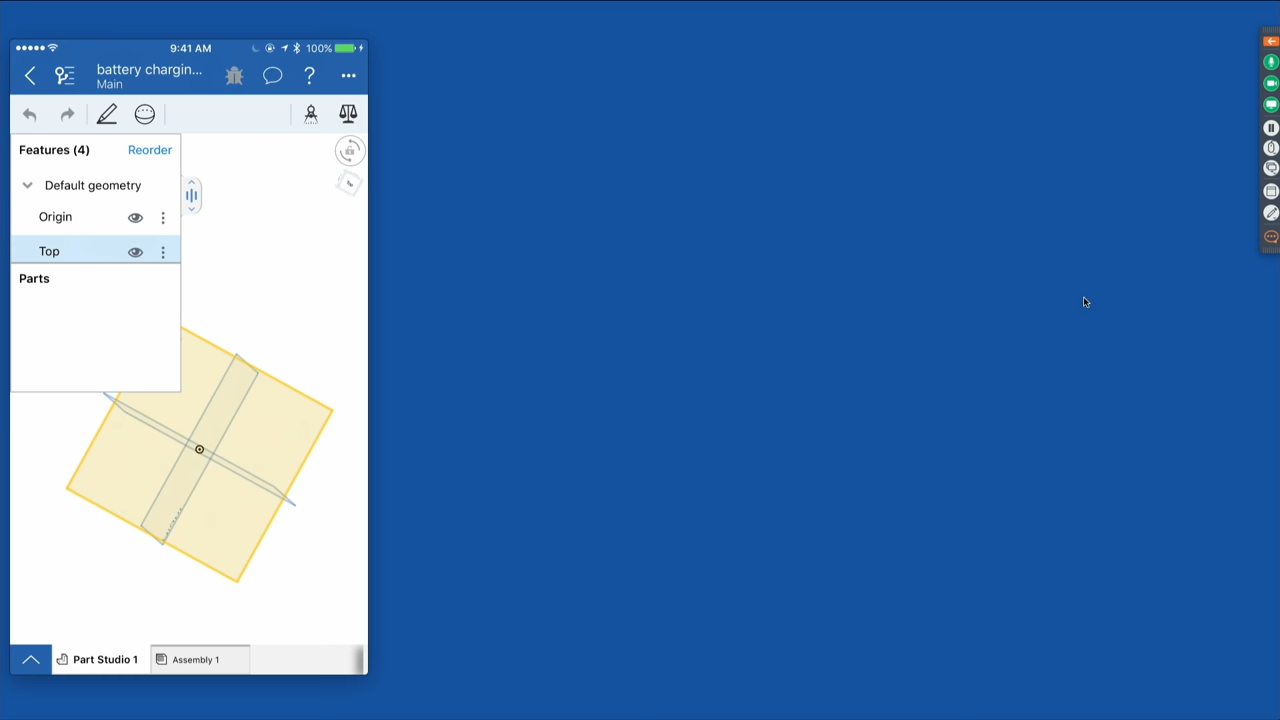 9:41 AM
100%
battery chargin...
Main
?
Features (4)
Reorder
Default geometry
Origin
Top
Parts
Part Studio 1
Assembly 1